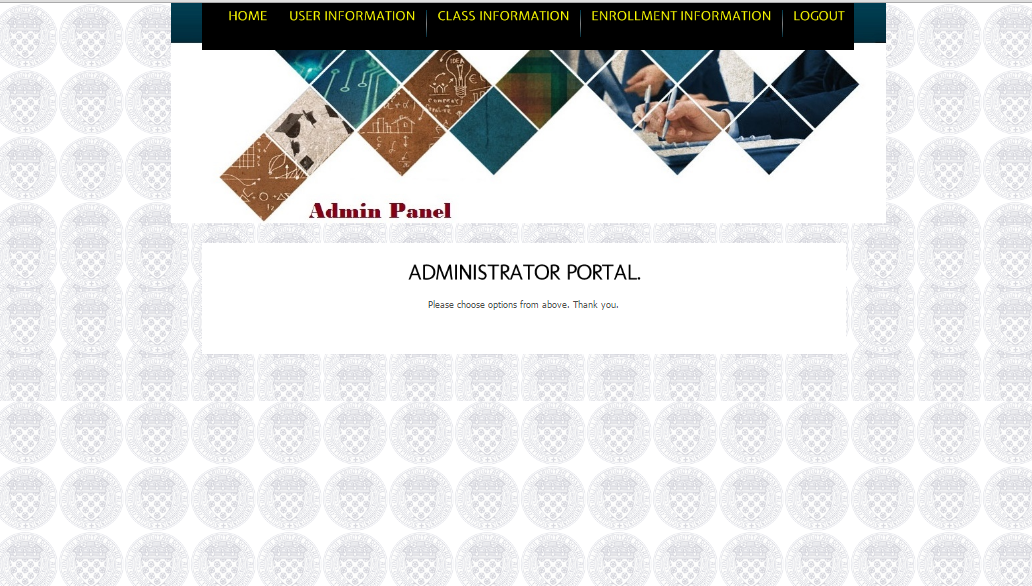 HOME USER INFORMATION CLASS INFORMATION ENROLLMENT INFORMATION LOGOUT
IDEA
Admin Panel
ADMINISTRATOR PORTAL.
Please choose options from above. Thank you.